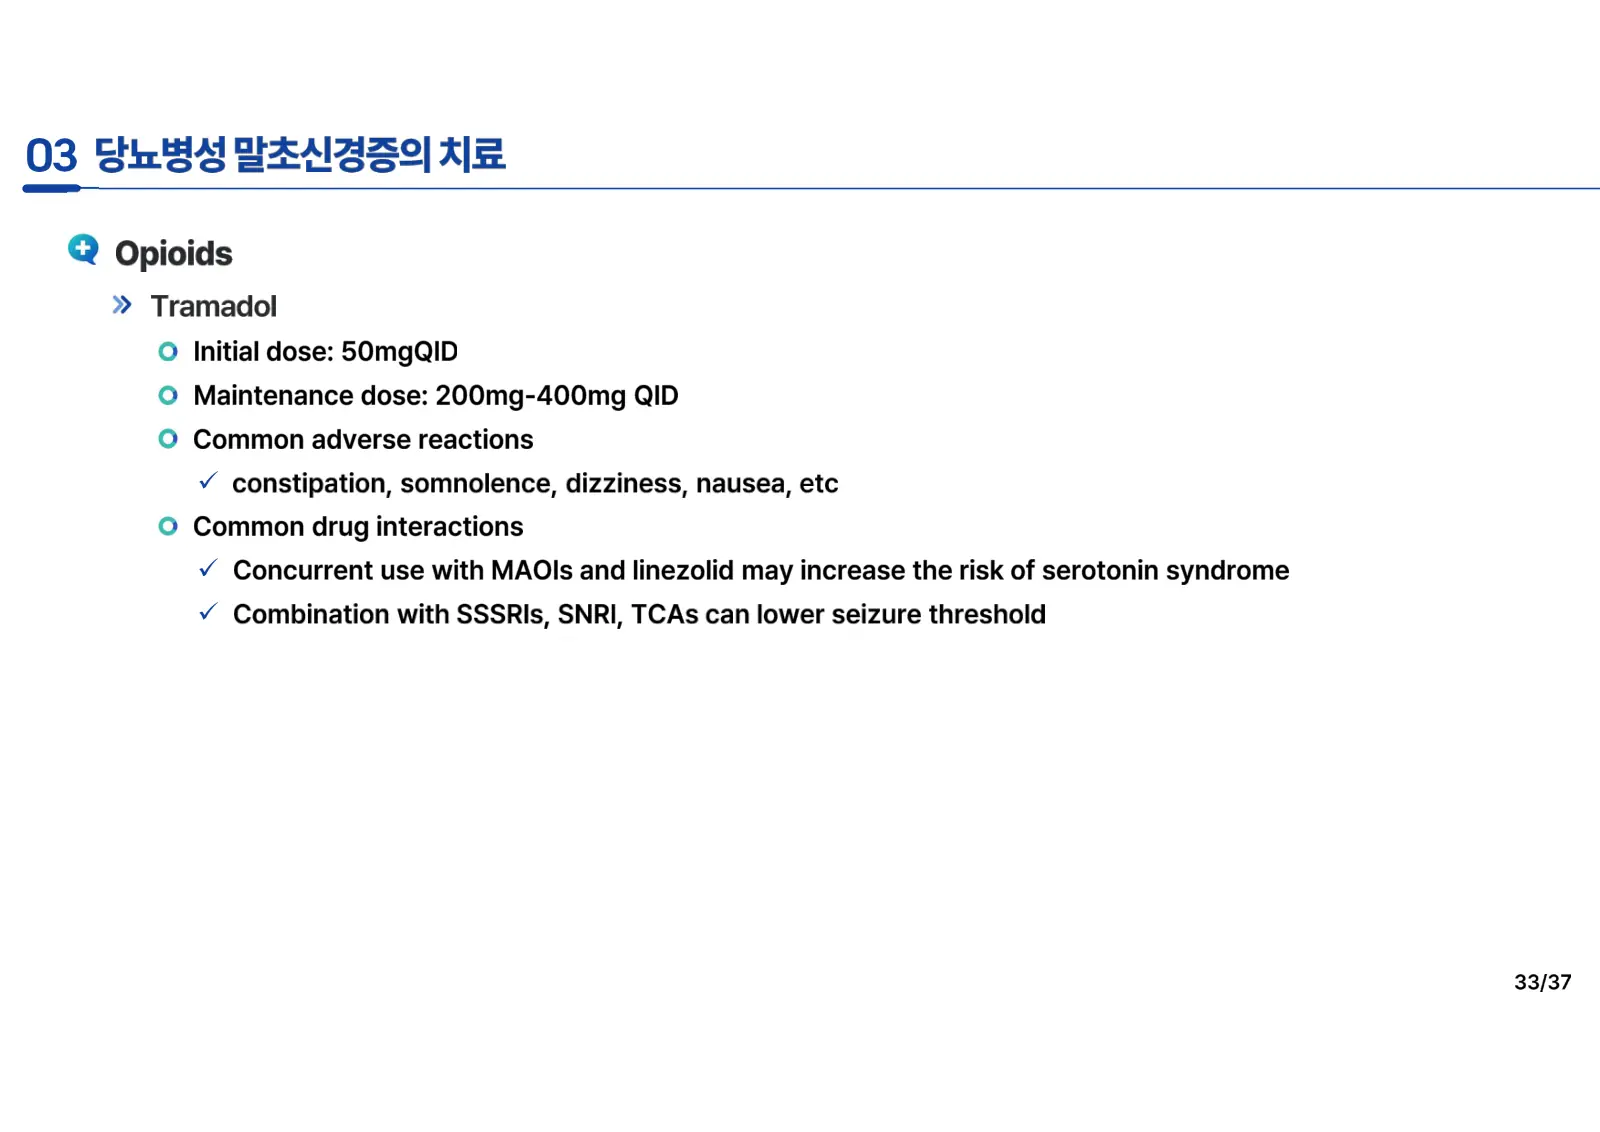 03 당뇨병성 말초신경증의 치료
Opioids
Tramadol
Initial dose: 50mgQID
Maintenance dose: 200mg-400mg QID
Common adverse reactions
constipation, somnolence, dizziness, nausea, etc
Common drug interactions
Concurrent use with MAOIs and linezolid may increase the risk of serotonin syndrome
Combination with SSSRIs, SNRI, TCAs can lower seizure threshold
33/37